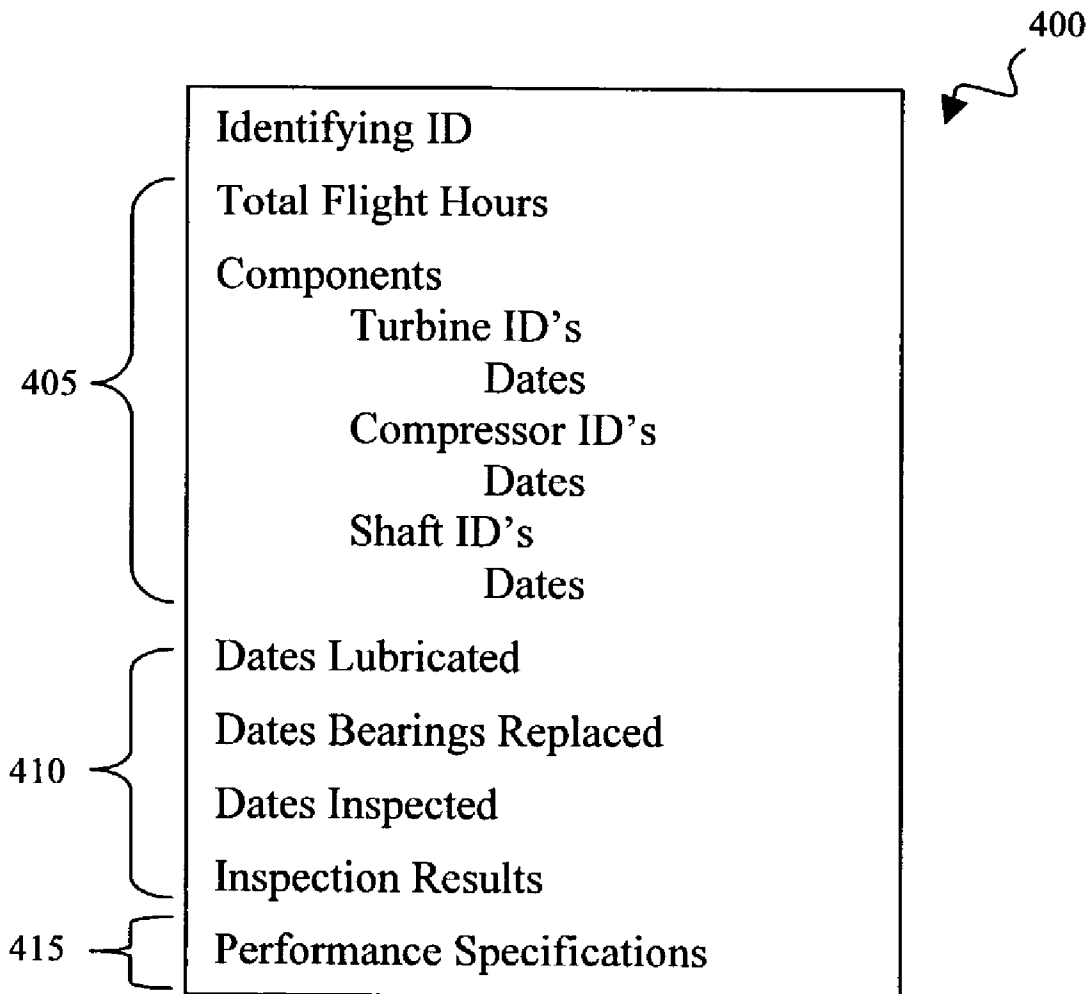 400
Identifying ID
Total Flight Hours
Components
Turbine ID's
Dates
405
Compressor ID's
Dates
Shaft ID's
Dates
Dates Lubricated
Dates Bearings Replaced
410
Dates Inspected
Inspection Results
415
Performance Specifications